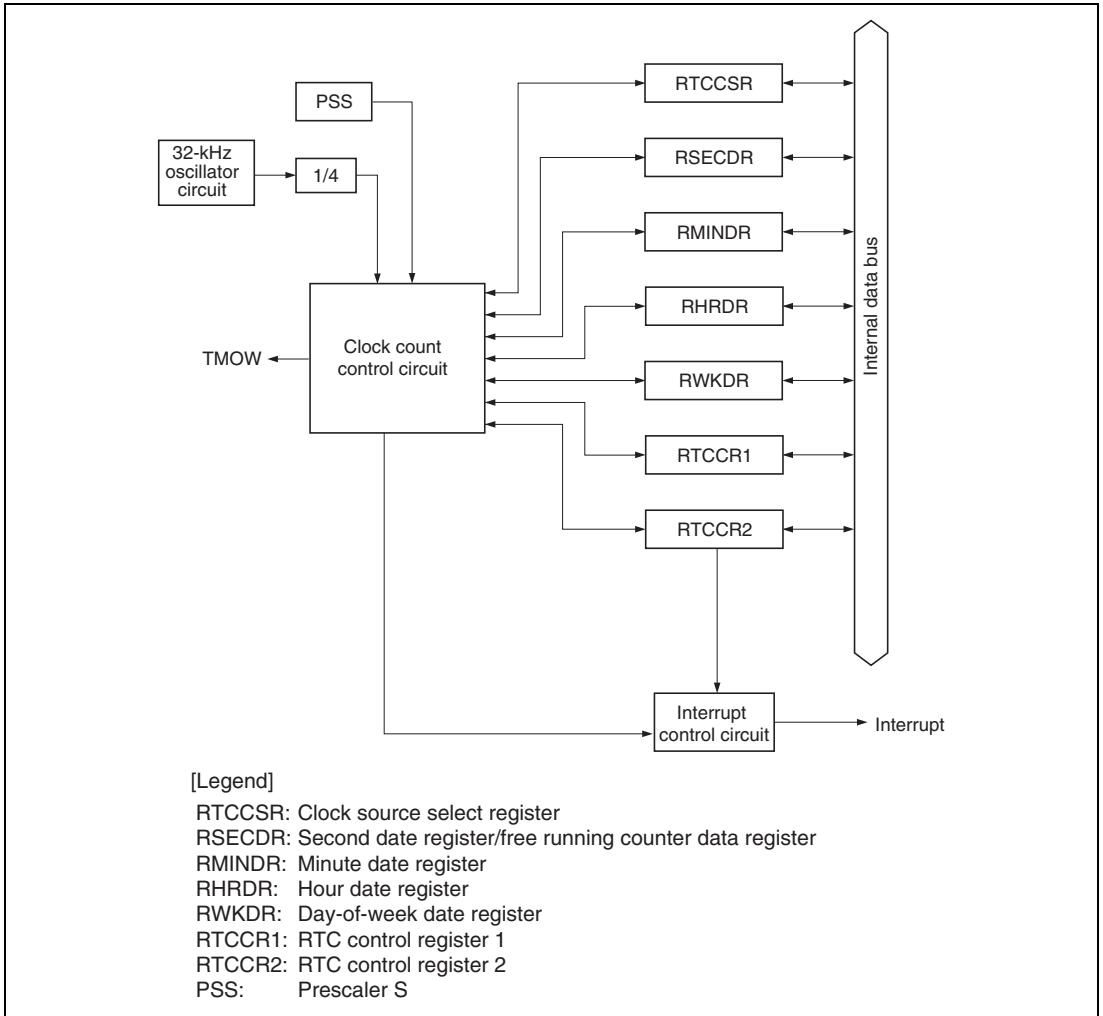 PSS
32-kHz
oscillator
circuit
1/4
Clock count
control circuit
TMOW
RTCCSR
RSECDR
RMINDR
RHRDR
RWKDR
RTCCR1
RTCCR2
Internal data bus
Interrupt
control circuit
Interrupt
[Legend]
RTCCSR: Clock source select register
RSECDR: Second date register/free running counter data register
RMINDR: Minute date register
RHRDR: Hour date register
RWKDR: Day-of-week date register
RTCCR1: RTC control register 1
RTCCR2: RTC control register 2
PSS: Prescaler S